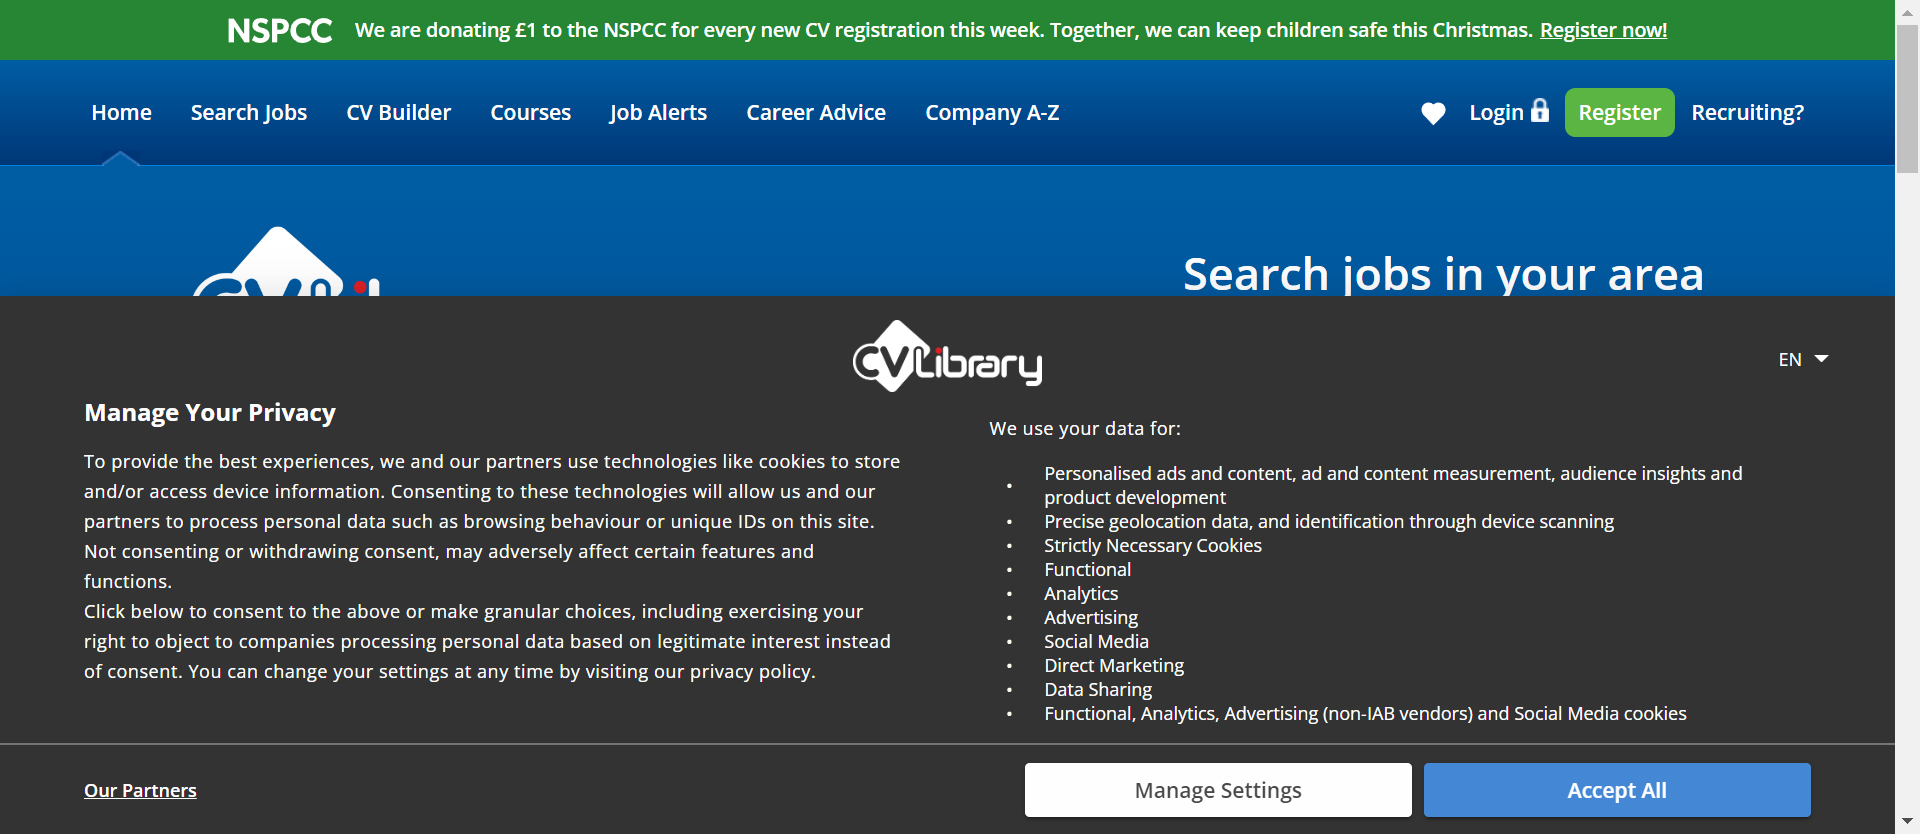 NSPCC We are donating £1 to the NSPCC for every new CV registration this week. Together, we can keep children safe this Christmas. Register now!
Home Search Jobs CV Builder Courses Job Alerts Career Advice Company A-Z Login Register Recruiting?
Search jobs in your area
CVLibrary
EN
Manage Your Privacy
To provide the best experiences, we and our partners use technologies like cookies to store
and/or access device information. Consenting to these technologies will allow us and our
partners to process personal data such as browsing behaviour or unique IDs on this site.
Not consenting or withdrawing consent, may adversely affect certain features and
functions.
Click below to consent to the above or make granular choices, including exercising your
right to object to companies processing personal data based on legitimate interest instead
of consent. You can change your settings at any time by visiting our privacy policy.
We use your data for:
• Personalised ads and content, ad and content measurement, audience insights and
product development
• Precise geolocation data, and identification through device scanning
• Strictly Necessary Cookies
• Functional
• Analytics
• Advertising
• Social Media
• Direct Marketing
• Data Sharing
• Functional, Analytics, Advertising (non-IAB vendors) and Social Media cookies
Our Partners
Manage Settings
Accept All